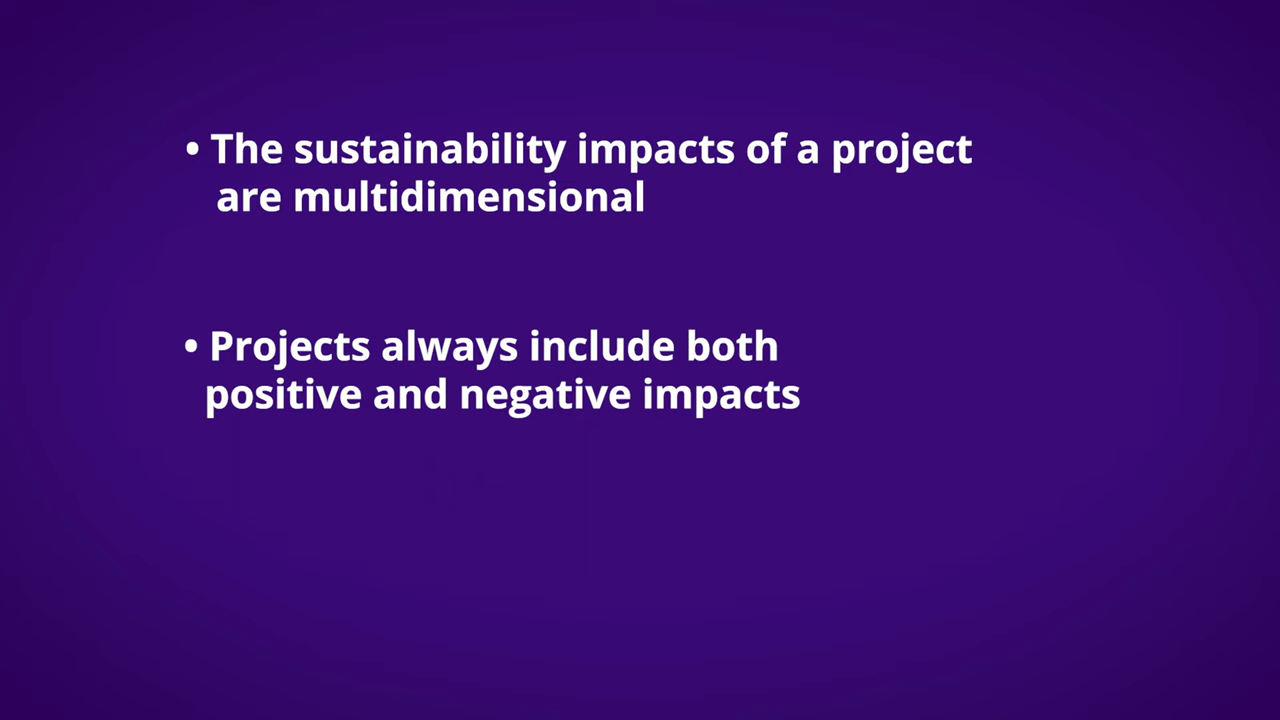 • The sustainability impacts of a project
are multidimensional
• Projects always include both
positive and negative impacts